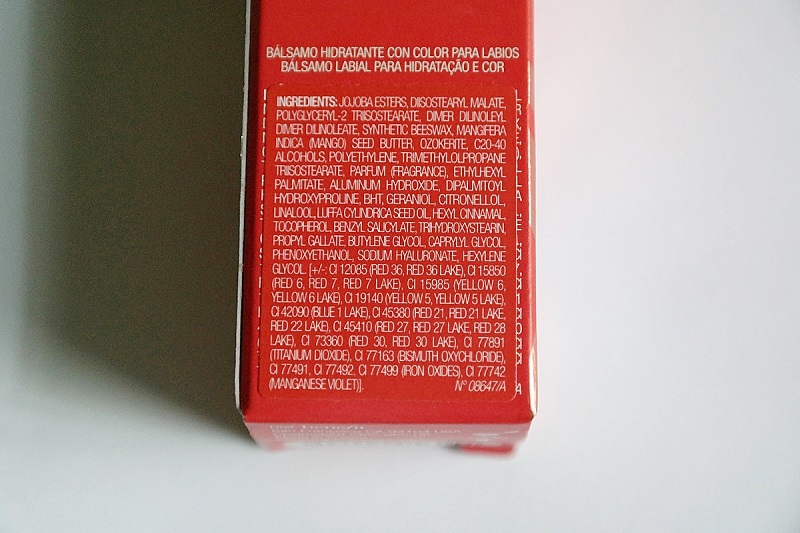 BÁLSAMO HIDRATANTE CON COLOR PARA LABIOS
BÁLSAMO LABIAL PARA HIDRATAÇÃO E COR
INGREDIENTS: JOJOBA ESTERS, DIISOSTEARYL MALATE,
POLYGLYCERYL-2 TRIISOSTEARATE, DIMER DILINOLEYL
DIMER DILINOLEATE, SYNTHETIC BEESWAX, MANGIFERA
INDICA (MANGO) SEED BUTTER, OZOKERITE, C20-40
ALCOHOLS, POLYETHYLENE, TRIMETHYLOLPROPANE
TRIISOSTEARATE, PARFUM (FRAGRANCE), ETHYLHEXYL
PALMITATE, ALUMINUM HYDROXIDE, DIPALMITOYL
HYDROXYPROLINE, BHT, GERANIOL, CITRONELLOL,
LINALOOL, LUFFA CYLINDRICA SEED OIL, HEXYL CINNAMAL,
TOCOPHEROL, BENZYL SALICYLATE, TRIHYDROXYSTEARIN,
PROPYL GALLATE, BUTYLENE GLYCOL, CAPRYLYL GLYCOL,
PHENOXYETHANOL, SODIUM HYALURONATE, HEXYLENE
GLYCOL. [+/-: CI 12085 (RED 36, RED 36 LAKE), CI 15850
(RED 6, RED 7, RED 7 LAKE), CI 15985 (YELLOW 6,
YELLOW 6 LAKE), CI 19140 (YELLOW 5, YELLOW 5 LAKE),
CI 42090 (BLUE 1 LAKE), CI 45380 (RED 21, RED 21 LAKE,
RED 22 LAKE), CI 45410 (RED 27, RED 27 LAKE, RED 28
LAKE), CI 73360 (RED 30, RED 30 LAKE), CI 77891
(TITANIUM DIOXIDE), CI 77163 (BISMUTH OXYCHLORIDE),
CI 77491, CI 77492, CI 77499 (IRON OXIDES), CI 77742
(MANGANESE VIOLET)]. N° 08647/A